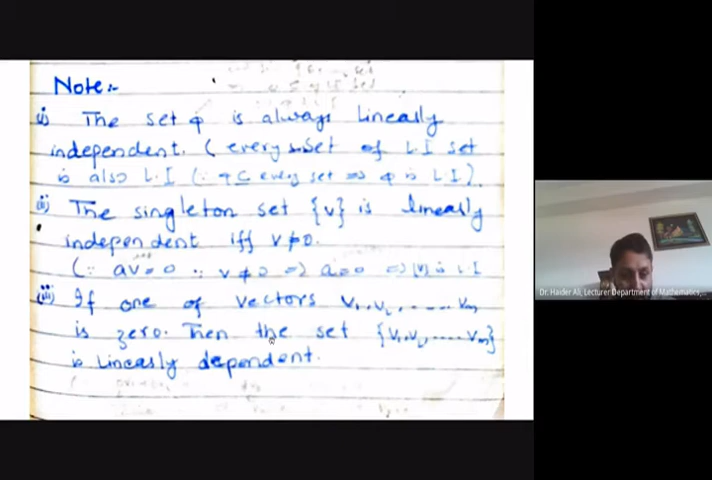 Note:-
(i) The set φ is always Linearly
independent. (every subset of L.I set
is also L.I (∵ φ ⊆ every set ⇒ φ is L.I).
(ii) The singleton set {v} is linearly
independent iff v≠0.
(∵ av=0 ∵ v≠0 ⇒ a=0 ⇒ {v} is L.I
(iii) If one of vectors v₁, v₂, ..... vₘ
is zero. Then the set {v₁, v₂, .... vₘ}
is Linearly dependent.
Dr. Haider Ali, Lecturer Department of Mathematics,...